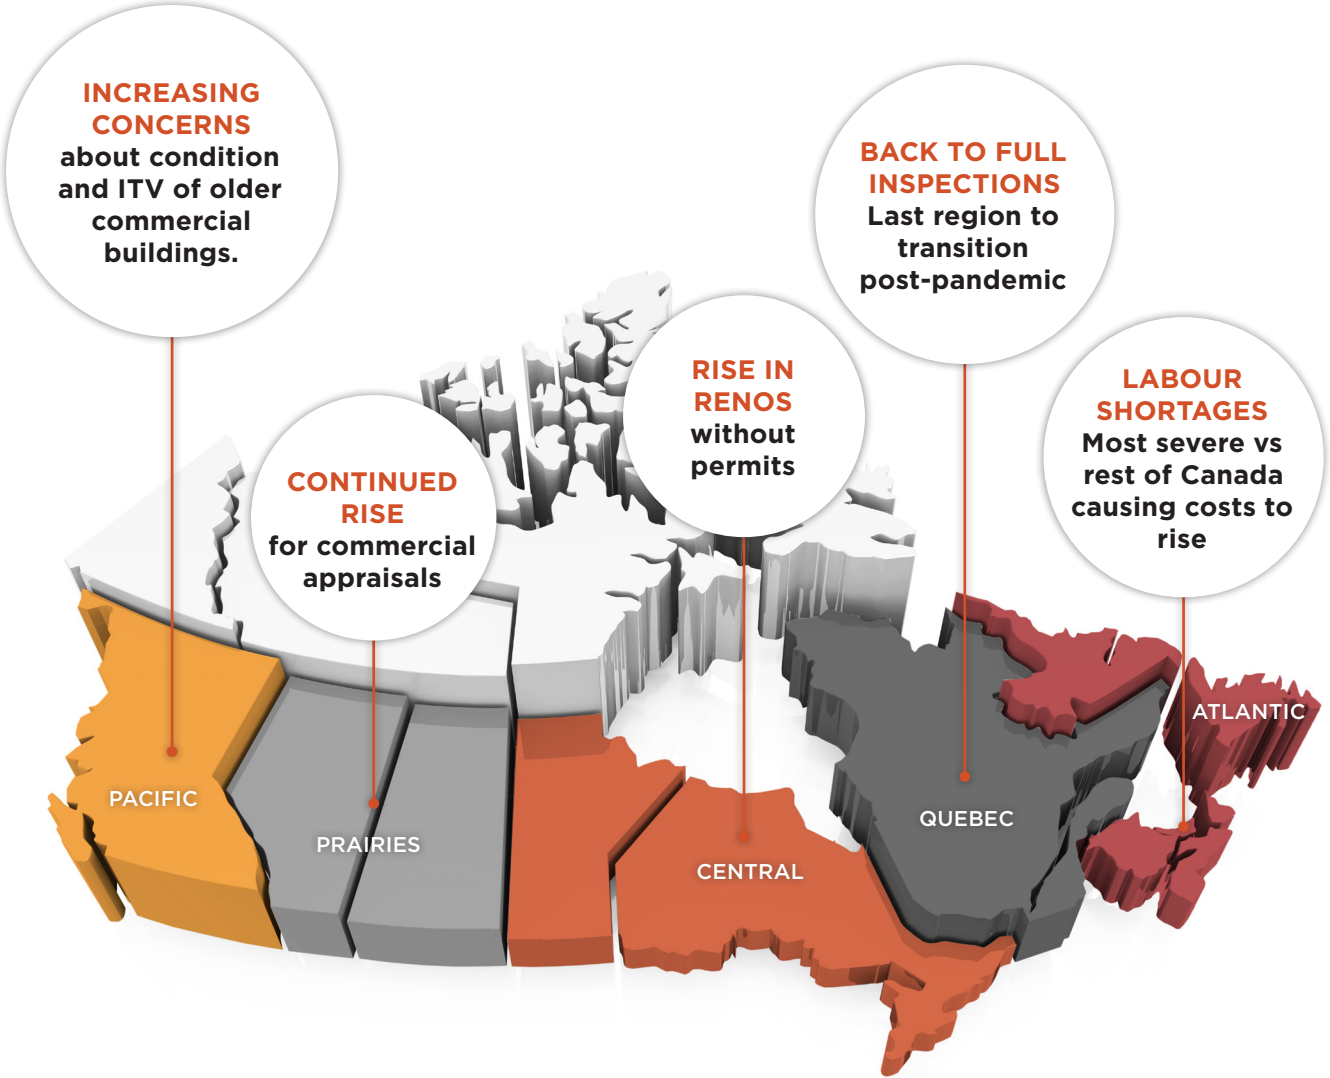 INCREASING
CONCERNS
about condition
and ITV of older
commercial
buildings.
CONTINUED
RISE
for commercial
appraisals
RISE IN
RENOS
without
permits
BACK TO FULL
INSPECTIONS
Last region to
transition
post-pandemic
LABOUR
SHORTAGES
Most severe vs
rest of Canada
causing costs to
rise
PACIFIC
PRAIRIES
CENTRAL
QUEBEC
ATLANTIC